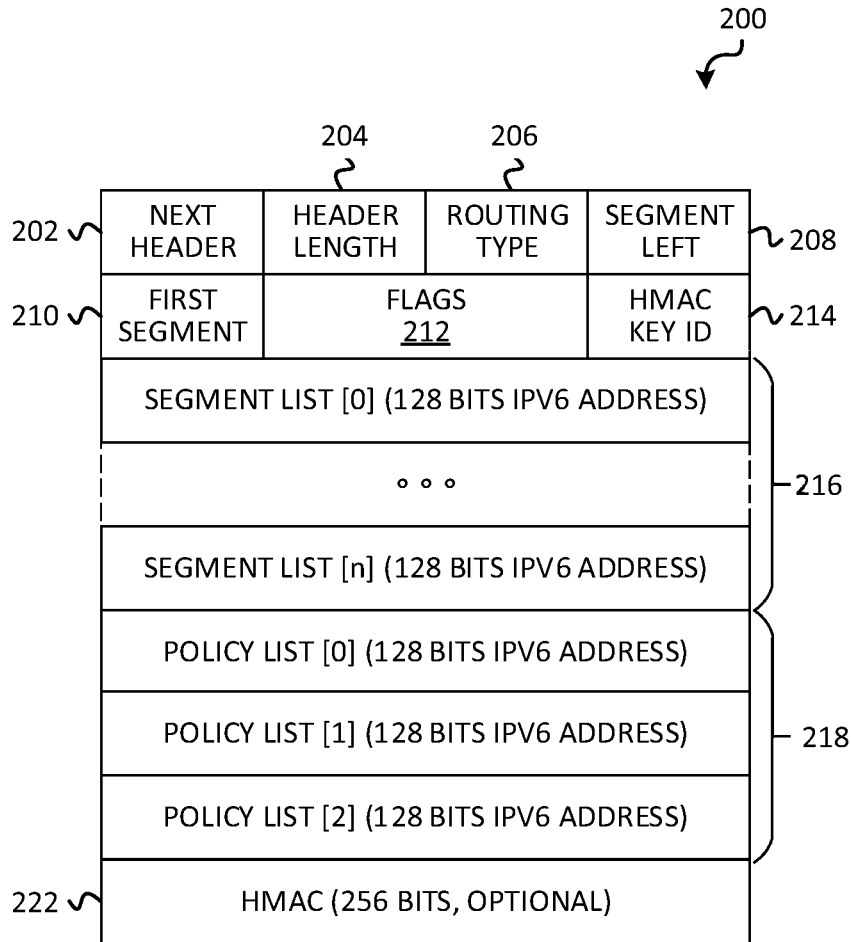 200
204 206
202 NEXT HEADER HEADER LENGTH ROUTING TYPE SEGMENT LEFT 208
210 FIRST SEGMENT FLAGS 212 HMAC KEY ID 214
SEGMENT LIST [0] (128 BITS IPV6 ADDRESS)
216
SEGMENT LIST [n] (128 BITS IPV6 ADDRESS)
POLICY LIST [0] (128 BITS IPV6 ADDRESS)
POLICY LIST [1] (128 BITS IPV6 ADDRESS)
218
POLICY LIST [2] (128 BITS IPV6 ADDRESS)
222 HMAC (256 BITS, OPTIONAL)